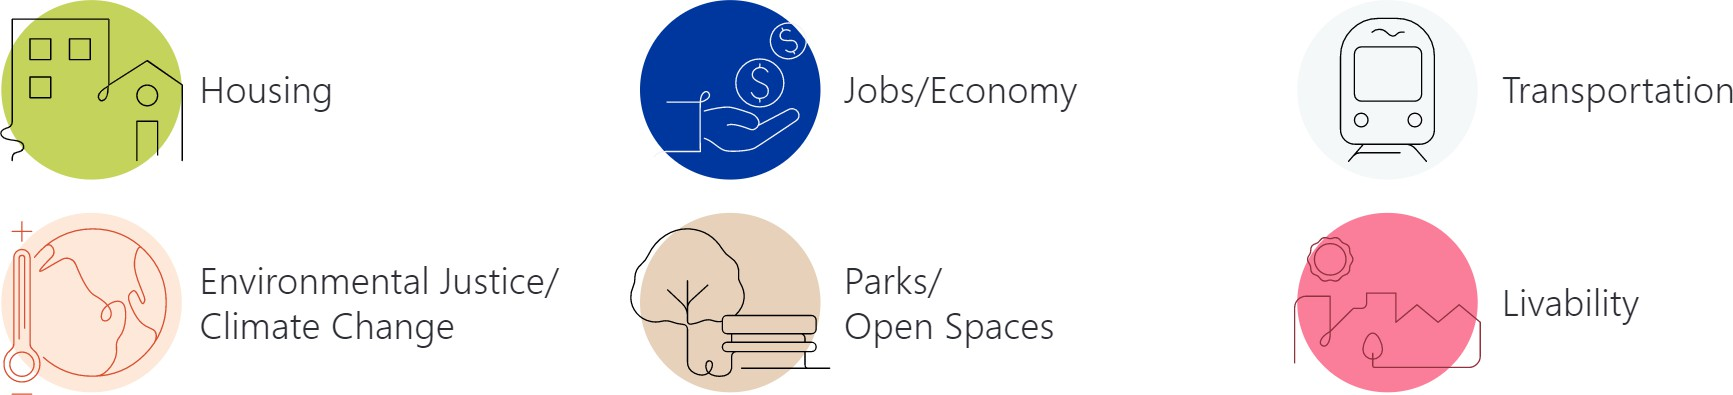 Housing
Jobs/Economy
Transportation
Environmental Justice/
Climate Change
Parks/
Open Spaces
Livability
$
$